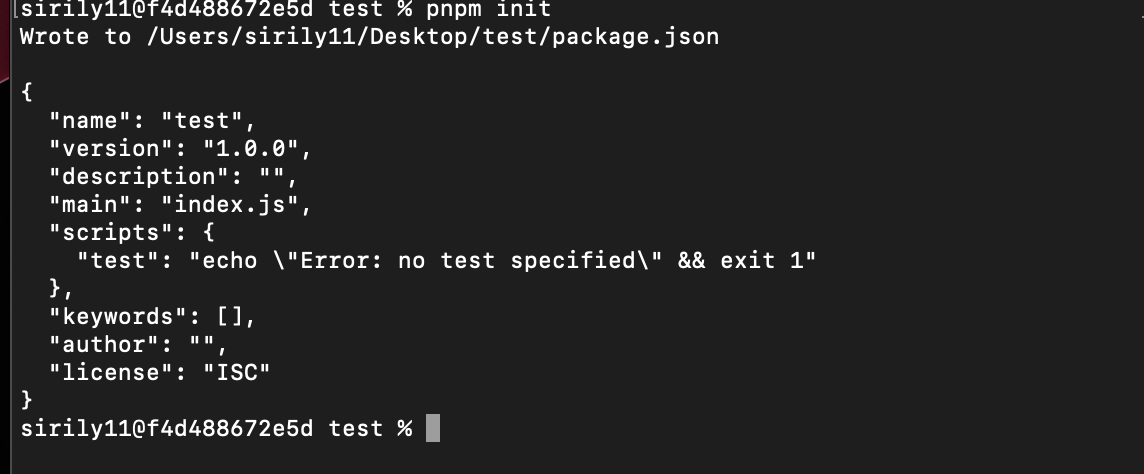 [sirily11@f4d488672e5d test % pnpm init
Wrote to /Users/sirily11/Desktop/test/package.json

{
  "name": "test",
  "version": "1.0.0",
  "description": "",
  "main": "index.js",
  "scripts": {
    "test": "echo \"Error: no test specified\" && exit 1"
  },
  "keywords": [],
  "author": "",
  "license": "ISC"
}
sirily11@f4d488672e5d test %